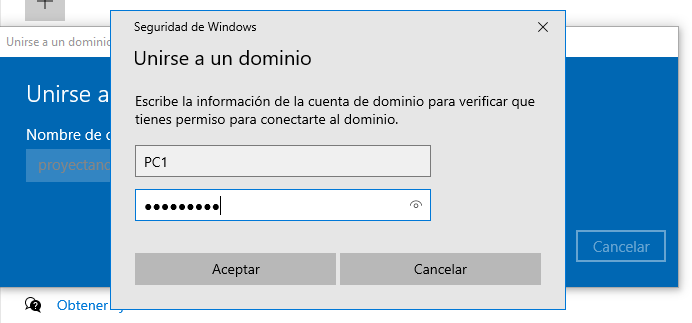 Seguridad de Windows
Unirse a un dominio
Unirse a un dominio
Escribe la información de la cuenta de dominio para verificar que
tienes permiso para conectarte al dominio.
Unirse a
Nombre de
proyectand
PC1
●●●●●●●●●
Aceptar
Cancelar
Cancelar
Obtener